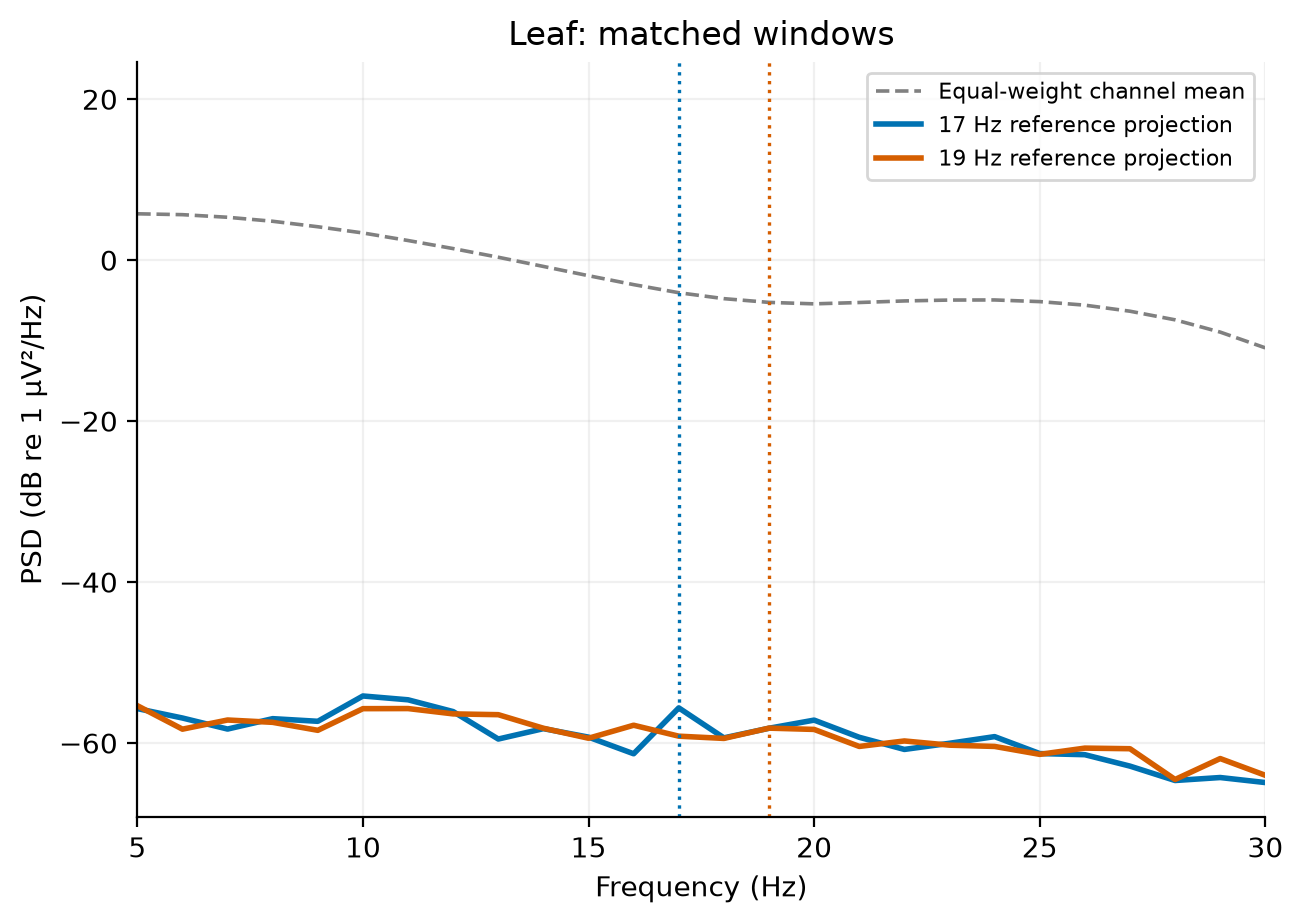 Leaf: matched windows
Equal-weight channel mean
17 Hz reference projection
19 Hz reference projection
PSD (dB re 1 µV²/Hz)
20
0
−20
−40
−60
5 10 15 20 25 30
Frequency (Hz)